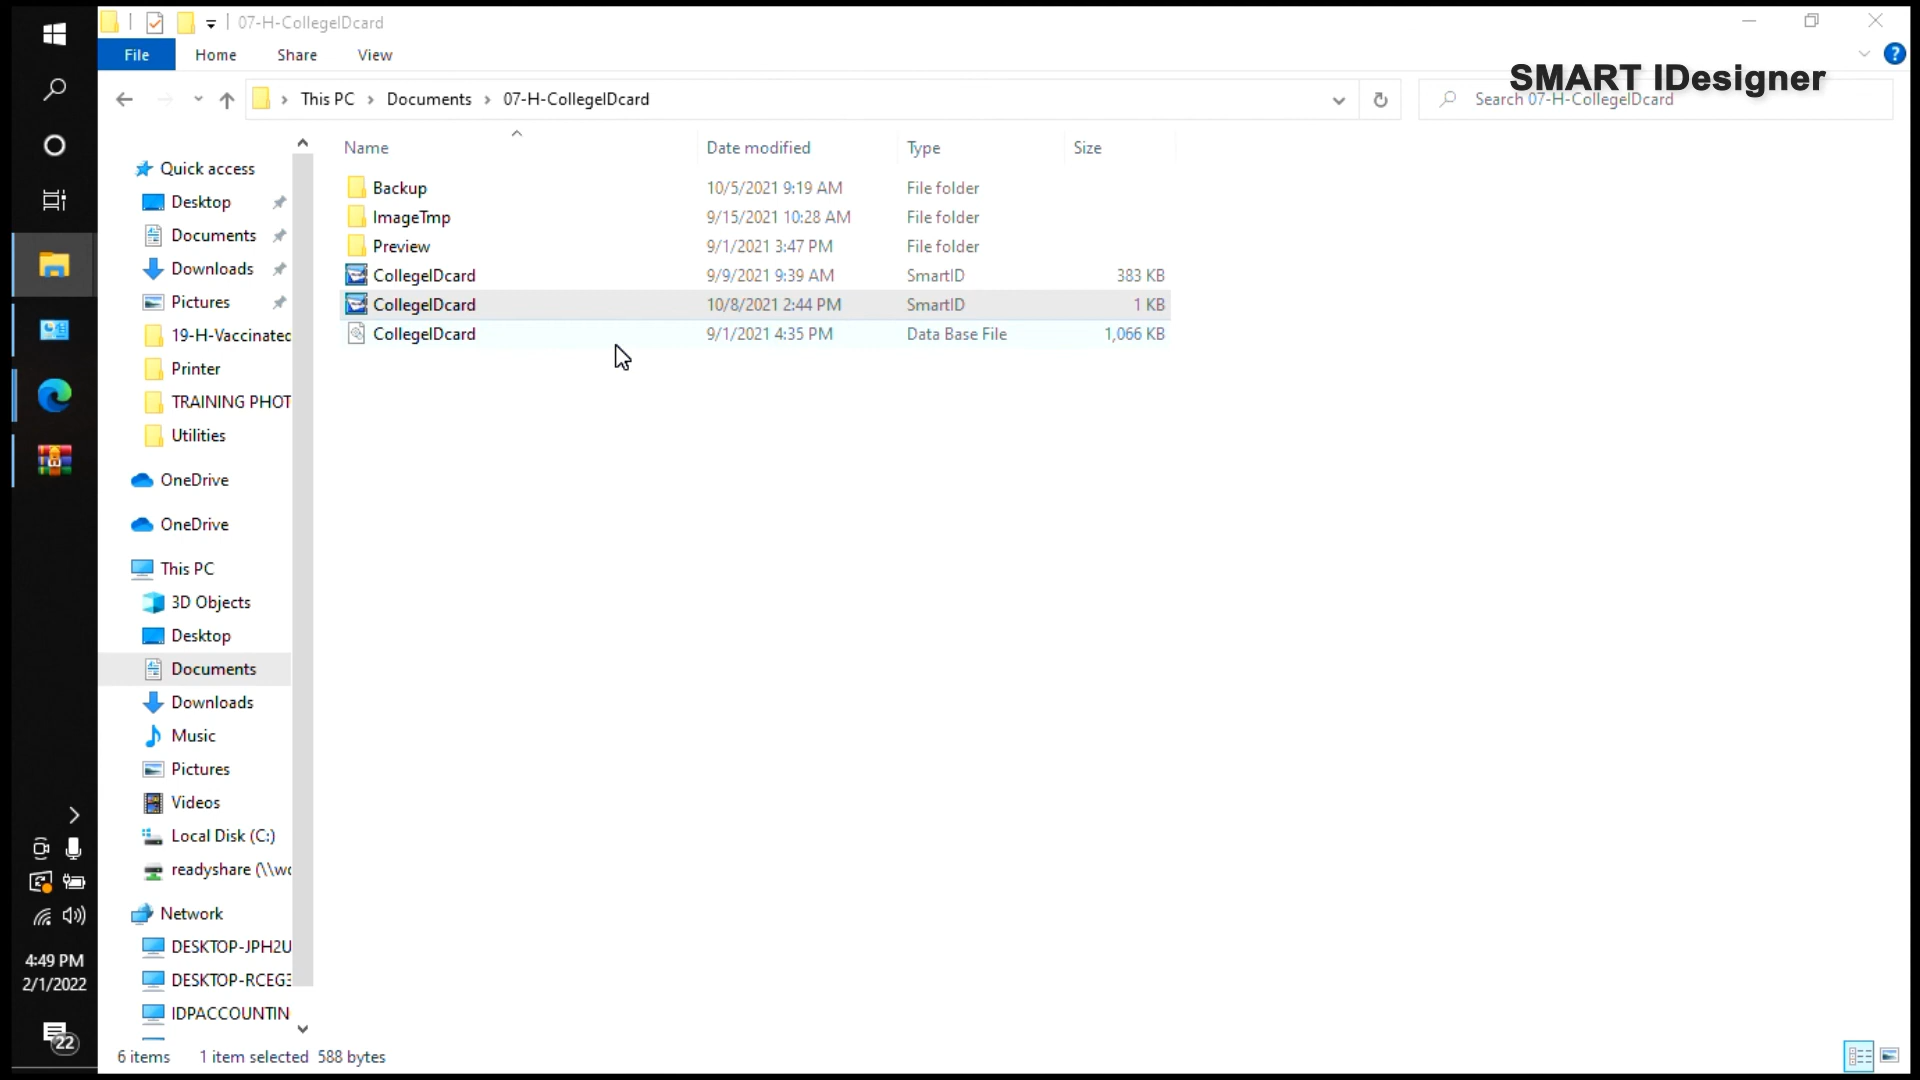 07-H-CollegeIDcard
File Home Share View
SMART IDesigner
This PC Documents 07-H-CollegeIDcard
Search 07-H-CollegeIDcard
Name Date modified Type Size
Backup 10/5/2021 9:19 AM File folder
ImageTmp 9/15/2021 10:28 AM File folder
Preview 9/1/2021 3:47 PM File folder
CollegeIDcard 9/9/2021 9:39 AM SmartID 383 KB
CollegeIDcard 10/8/2021 2:44 PM SmartID 1 KB
CollegeIDcard 9/1/2021 4:35 PM Data Base File 1,066 KB
Quick access
Desktop
Documents
Downloads
Pictures
19-H-Vaccinated
Printer
TRAINING PHOT
Utilities
OneDrive
OneDrive
This PC
3D Objects
Desktop
Documents
Downloads
Music
Pictures
Videos
Local Disk (C:)
readyshare (\\wo
Network
DESKTOP-JPH2U
DESKTOP-RCEG3
IDPACCOUNTIN
6 items 1 item selected 588 bytes
4:49 PM
2/1/2022
22